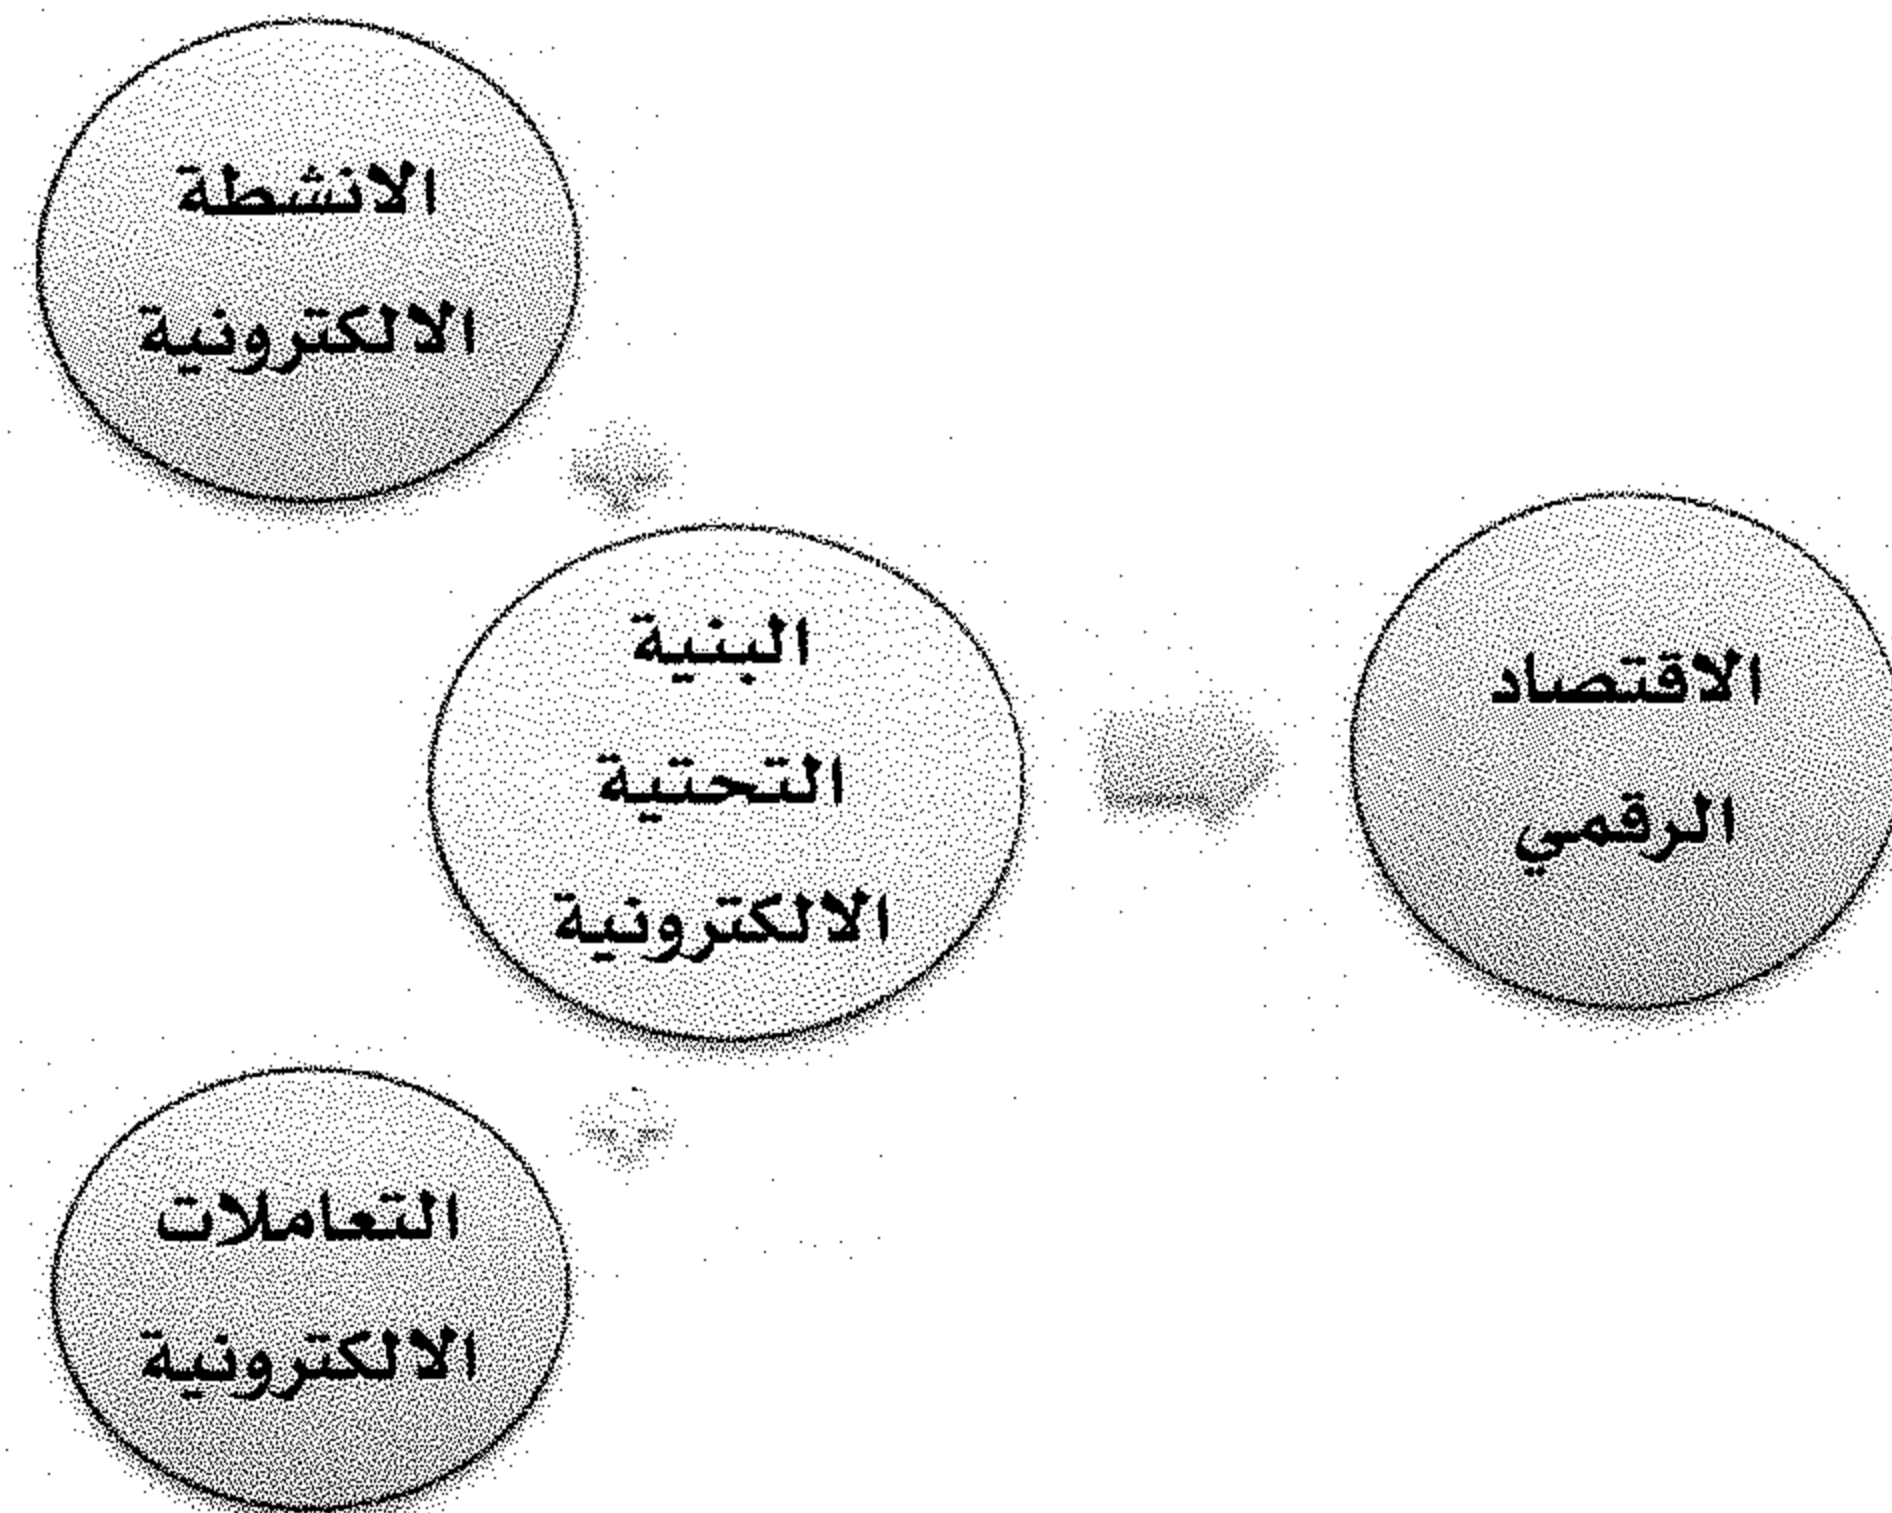 الانشطة
الالكترونية
البنية
التحتية
الالكترونية
الاقتصاد
الرقمي
التعاملات
الالكترونية